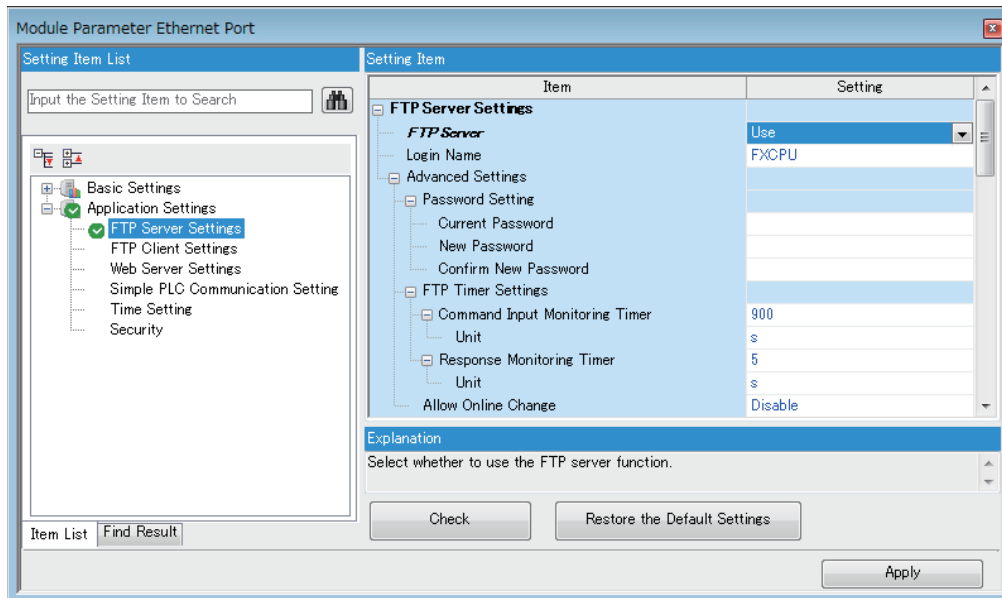 Module Parameter Ethernet Port
Setting Item List
Input the Setting Item to Search
Basic Settings
Application Settings
FTP Server Settings
FTP Client Settings
Web Server Settings
Simple PLC Communication Setting
Time Setting
Security
Item List
Find Result
Setting Item
Item Setting
FTP Server Settings
FTP Server Use
Login Name FXCPU
Advanced Settings
Password Setting
Current Password
New Password
Confirm New Password
FTP Timer Settings
Command Input Monitoring Timer 900
Unit s
Response Monitoring Timer 5
Unit s
Allow Online Change Disable
Explanation
Select whether to use the FTP server function.
Check
Restore the Default Settings
Apply